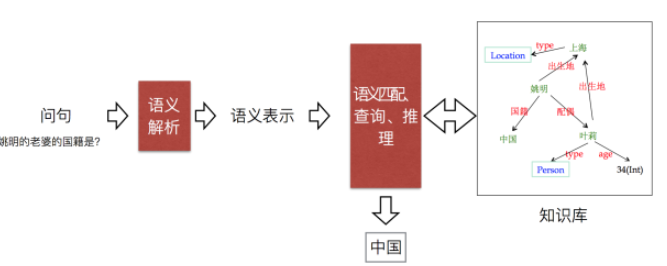 问句
姚明的老婆的国籍是?
语义
解析
语义表示
语义匹配、
查询、推
理
中国
Location
type
上海
出生地
出生地
姚明
国籍
配偶
中国
叶莉
type
age
Person
34(Int)
知识库